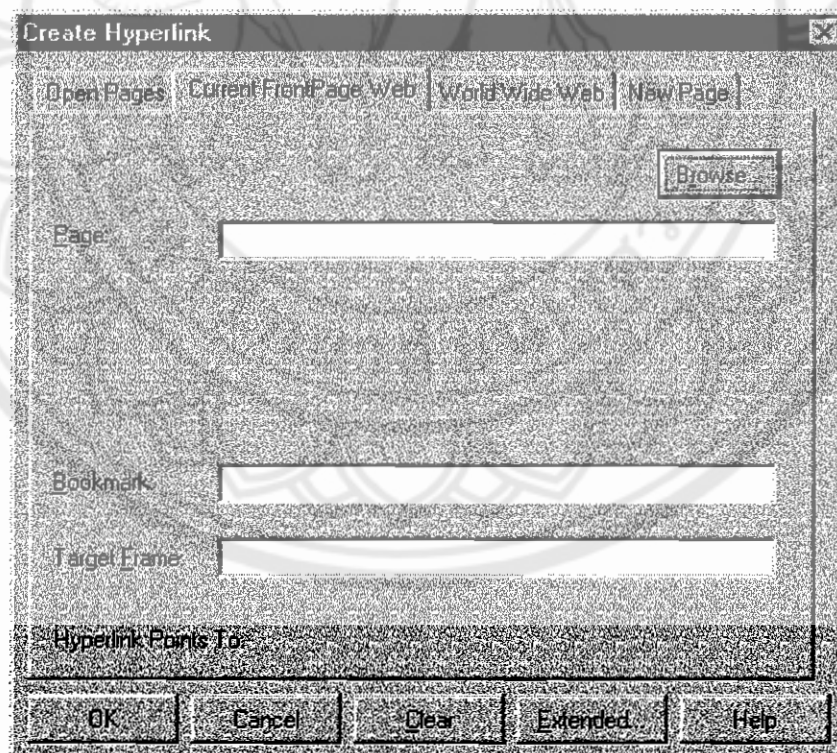 Create Hyperlink
Open Pages Current FrontPage Web World Wide Web New Page
Browse...
Page:
Bookmark:
Target Frame:
Hyperlink Points To:
OK Cancel Clear Extended... Help